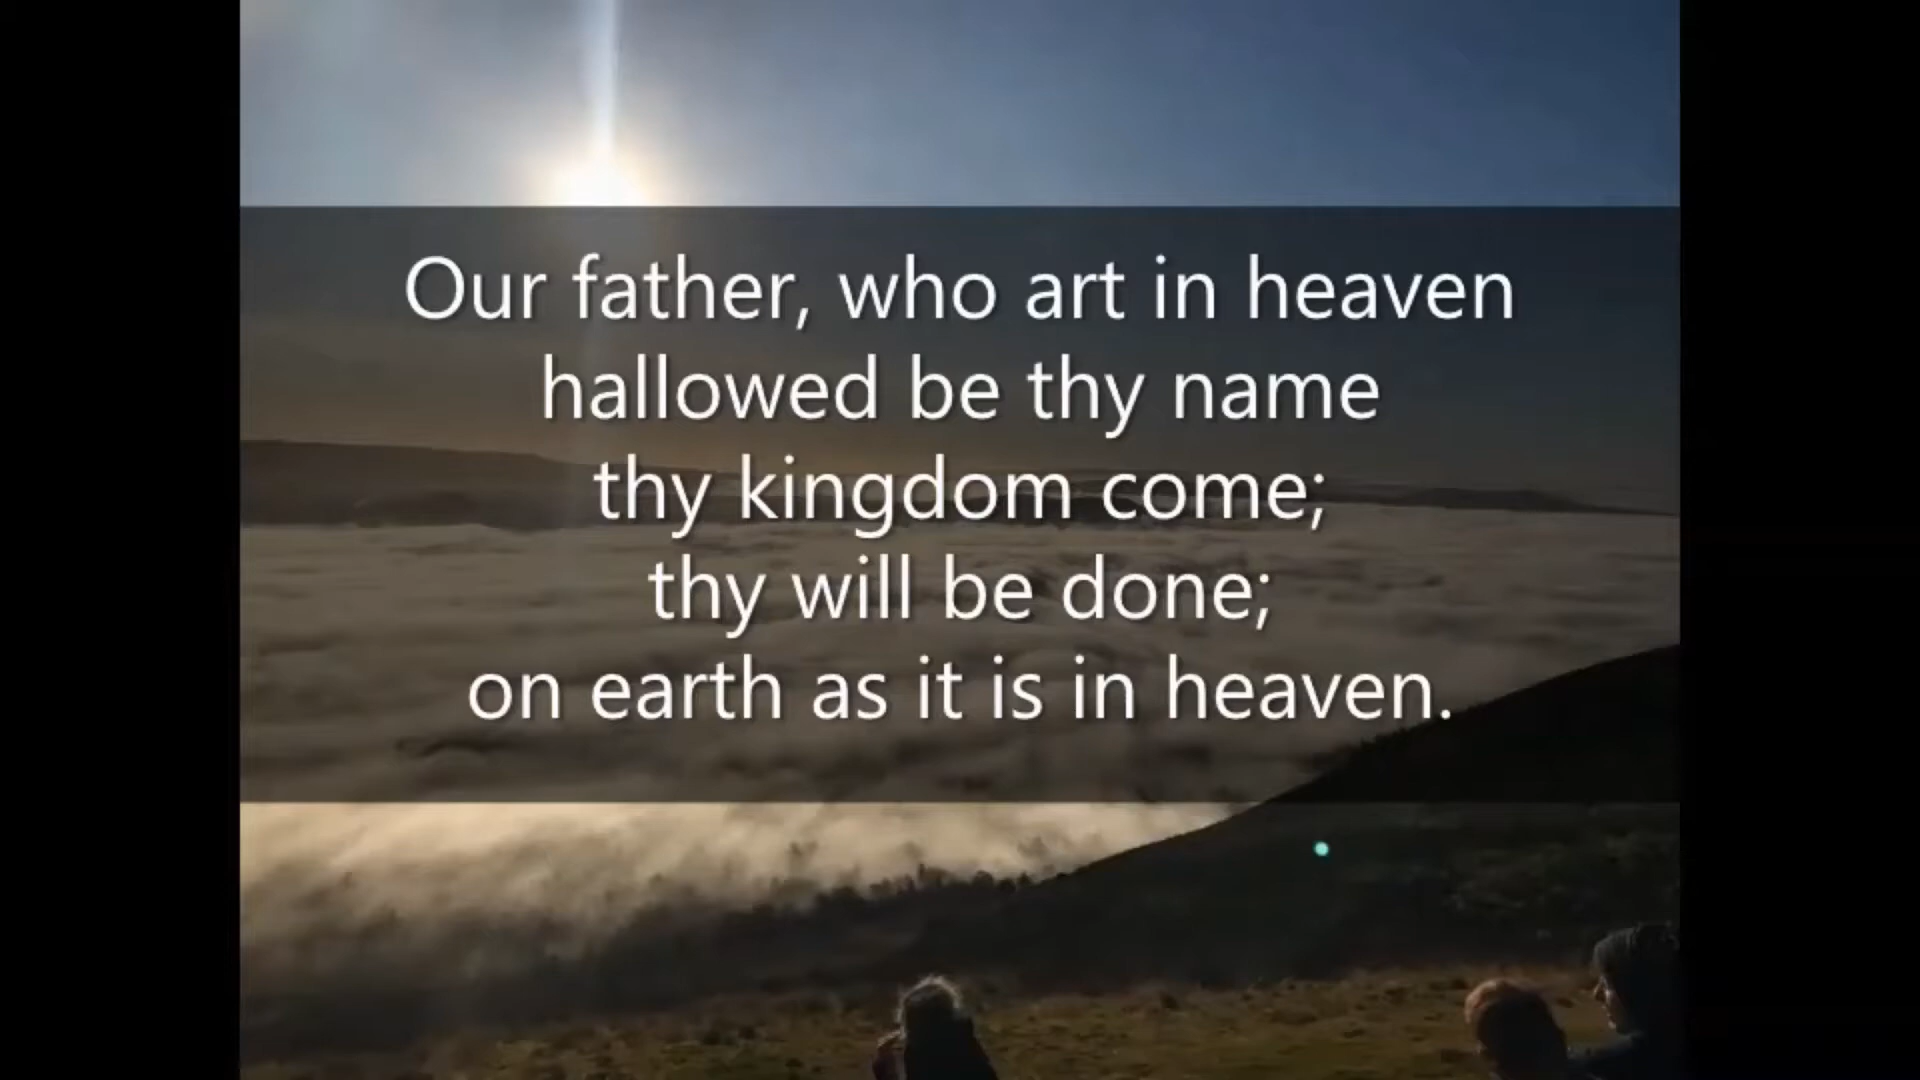 Our father, who art in heaven
hallowed be thy name
thy kingdom come;
thy will be done;
on earth as it is in heaven.